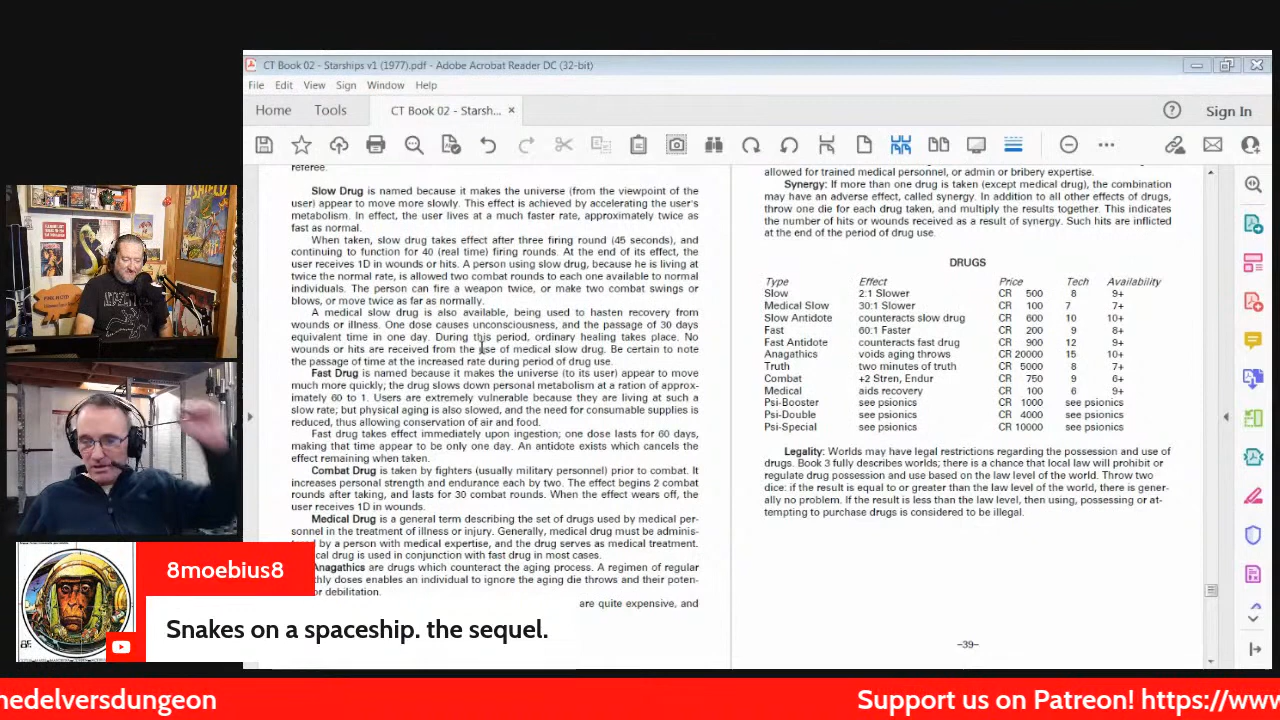 CT Book 02 - Starships v1 (1977).pdf - Adobe Acrobat Reader DC (32-bit)
File Edit View Sign Window Help
Home Tools CT Book 02 - Starsh... × Sign In
referee.
Slow Drug is named because it makes the universe (from the viewpoint of the
user) appear to move more slowly. This effect is achieved by accelerating the user's
metabolism. In effect, the user lives at a much faster rate, approximately twice as
fast as normal.
When taken, slow drug takes effect after three firing round (45 seconds), and
continuing to function for 40 (real time) firing rounds. At the end of its effect, the
user receives 1D in wounds or hits. A person using slow drug, because he is living at
twice the normal rate, is allowed two combat rounds to each one available to normal
individuals. The person can fire a weapon twice, or make two combat swings or
blows, or move twice as far as normally.
A medical slow drug is also available, being used to hasten recovery from
wounds or illness. One dose causes unconsciousness, and the passage of 30 days
equivalent time in one day. During this period, ordinary healing takes place. No
wounds or hits are received from the use of medical slow drug. Be certain to note
the passage of time at the increased rate during period of drug use.
Fast Drug is named because it makes the universe (to its user) appear to move
much more quickly; the drug slows down personal metabolism at a ration of approx-
imately 60 to 1. Users are extremely vulnerable because they are living at such a
slow rate; but physical aging is also slowed, and the need for consumable supplies is
reduced, thus allowing conservation of air and food.
Fast drug takes effect immediately upon ingestion; one dose lasts for 60 days,
making that time appear to be only one day. An antidote exists which cancels the
effect remaining when taken.
Combat Drug is taken by fighters (usually military personnel) prior to combat. It
increases personal strength and endurance each by two. The effect begins 2 combat
rounds after taking, and lasts for 30 combat rounds. When the effect wears off, the
user receives 1D in wounds.
Medical Drug is a general term describing the set of drugs used by medical per-
sonnel in the treatment of illness or injury. Generally, medical drug must be adminis-
by a person with medical expertise, and the drug serves as medical treatment.
drug is used in conjunction with fast drug in most cases.
Anagathics are drugs which counteract the aging process. A regimen of regular
doses enables an individual to ignore the aging die throws and their poten-
debilitation.
are quite expensive, and
allowed for trained medical personnel, or admin or bribery expertise.
Synergy: If more than one drug is taken (except medical drug), the combination
may have an adverse effect, called synergy. In addition to all other effects of drugs,
throw one die for each drug taken, and multiply the results together. This indicates
the number of hits or wounds received as a result of synergy. Such hits are inflicted
at the end of the period of drug use.
DRUGS
Type Effect Price Tech Availability
Slow 2:1 Slower CR 500 8 9+
Medical Slow 30:1 Slower CR 100 7 7+
Slow Antidote counteracts slow drug CR 600 10 10+
Fast 60:1 Faster CR 200 9 8+
Fast Antidote counteracts fast drug CR 900 12 9+
Anagathics voids aging throws CR 20000 15 10+
Truth two minutes of truth CR 5000 8 7+
Combat +2 Stren, Endur CR 750 9 6+
Medical aids recovery CR 100 6 9+
Psi-Booster see psionics CR 1000 see psionics
Psi-Double see psionics CR 4000 see psionics
Psi-Special see psionics CR 10000 see psionics
Legality: Worlds may have legal restrictions regarding the possession and use of
drugs. Book 3 fully describes worlds; there is a chance that local law will prohibit or
regulate drug possession and use based on the law level of the world. Throw two
dice: if the result is equal to or greater than the law level of the world, there is gener-
ally no problem. If the result is less than the law level, then using, possessing or at-
tempting to purchase drugs is considered to be illegal.
–39–
8moebius8
Snakes on a spaceship. the sequel.
nedelversdungeon Support us on Patreon! https://www